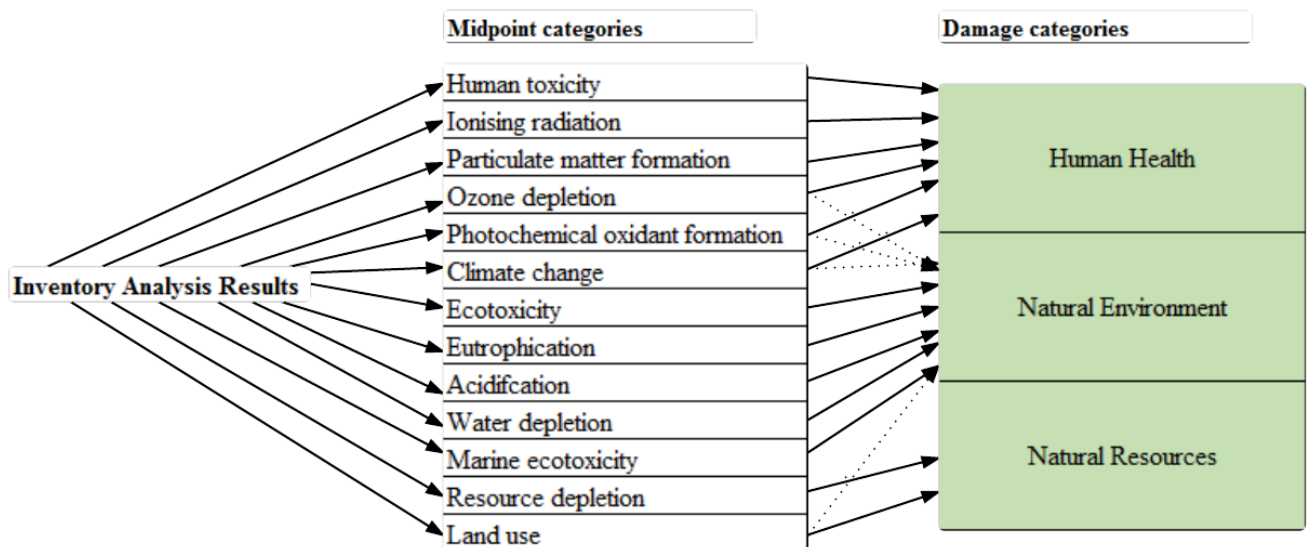 Midpoint categories
Damage categories
Human toxicity
Ionising radiation
Particulate matter formation
Ozone depletion
Photochemical oxidant formation
Climate change
Ecotoxicity
Eutrophication
Acidifcation
Water depletion
Marine ecotoxicity
Resource depletion
Land use
Inventory Analysis Results
Human Health
Natural Environment
Natural Resources